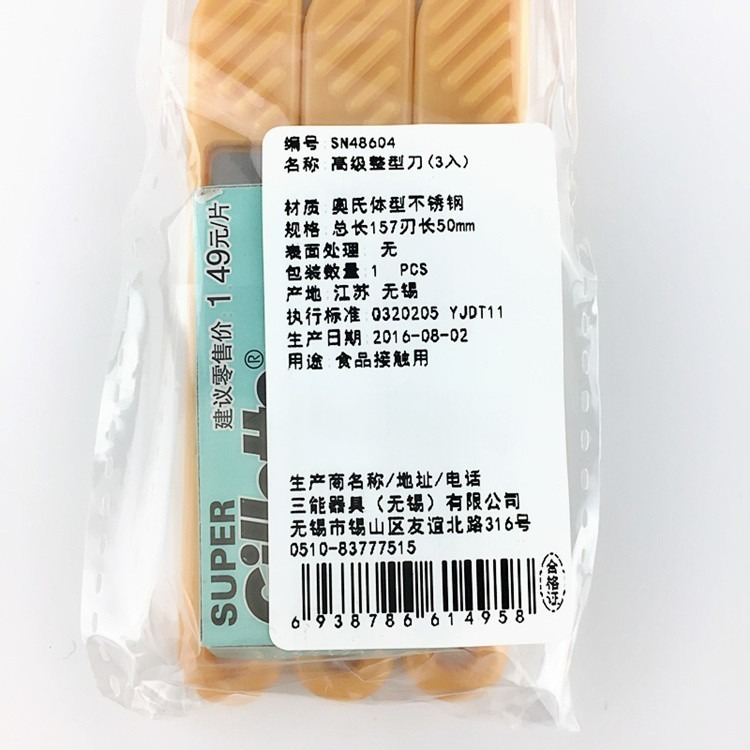 编号:SN48604
名称:高级整型刀(3入)
材质:奥氏体型不锈钢
规格:总长157刃长50mm
表面处理: 无
包装数量:1 PCS
产地:江苏 无锡
执行标准:Q320205 YJDT11
生产日期:2016-08-02
用途:食品接触用
生产商名称/地址/电话
三能器具(无锡)有限公司
无锡市锡山区友谊北路316号
0510-83777515
6938786614958
合格证
建议零售价:1.49元/片
SUPER
Gillette®